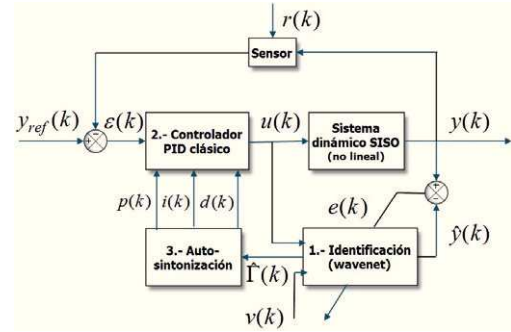 r(k)
Sensor
y_ref(k)
ε(k)
2.- Controlador
PID clásico
u(k)
Sistema
dinámico SISO
(no lineal)
y(k)
p(k) i(k) d(k)
e(k)
3.- Auto-
sintonización
Γ̂(k)
1.- Identificación
(wavenet)
ŷ(k)
v(k)